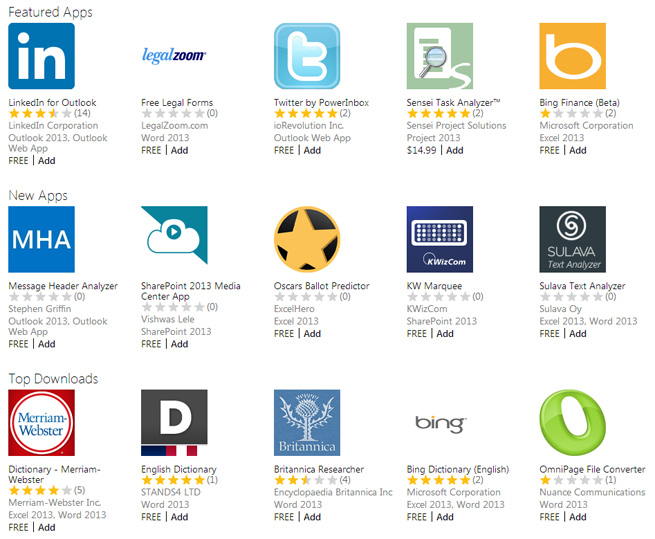 Featured Apps
in
LinkedIn for Outlook
(14)
LinkedIn Corporation
Outlook 2013, Outlook
Web App
FREE | Add
legalzoom
Free Legal Forms
(0)
LegalZoom.com
Word 2013
FREE | Add
Twitter by PowerInbox
(2)
ioRevolution Inc.
Outlook Web App
FREE | Add
Sensei Task Analyzer™
(2)
Sensei Project Solutions
Project 2013
$14.99 | Add
Bing Finance (Beta)
(2)
Microsoft Corporation
Excel 2013
FREE | Add
New Apps
MHA
Message Header Analyzer
(0)
Stephen Griffin
Outlook 2013, Outlook
Web App
FREE | Add
SharePoint 2013 Media
Center App
(0)
Vishwas Lele
SharePoint 2013
FREE | Add
Oscars Ballot Predictor
(0)
ExcelHero
Excel 2013
FREE | Add
KWizCom
KW Marquee
(0)
KWizCom
SharePoint 2013
FREE | Add
SULAVA
Text Analyzer
Sulava Text Analyzer
(0)
Sulava Oy
Excel 2013, Word 2013
FREE | Add
Top Downloads
Merriam-
Webster
Dictionary - Merriam-
Webster
(5)
Merriam-Webster Inc.
Excel 2013, Word 2013
FREE | Add
D
English Dictionary
(1)
STANDS4 LTD
Word 2013
FREE | Add
Britannica
Britannica Researcher
(4)
Encyclopaedia Britannica Inc
Word 2013
FREE | Add
bing
Bing Dictionary (English)
(2)
Microsoft Corporation
Excel 2013, Word 2013
FREE | Add
OmniPage File Converter
(1)
Nuance Communications
Word 2013
FREE | Add